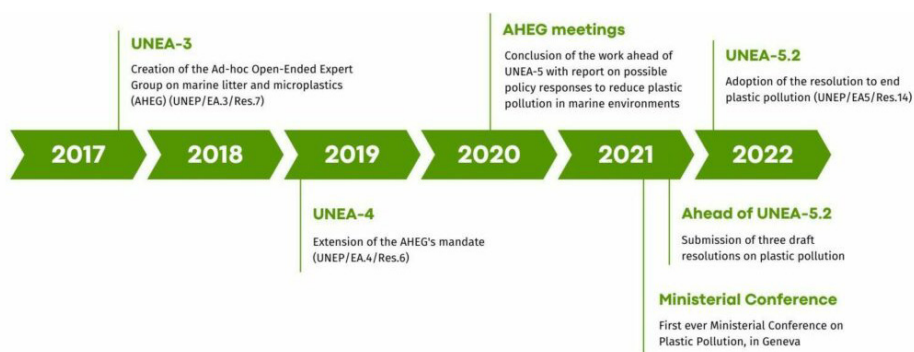 UNEA-3
Creation of the Ad-hoc Open-Ended Expert
Group on marine litter and microplastics
(AHEG) (UNEP/EA.3/Res.7)
AHEG meetings
Conclusion of the work ahead of
UNEA-5 with report on possible
policy responses to reduce plastic
pollution in marine environments
UNEA-5.2
Adoption of the resolution to end
plastic pollution (UNEP/EA5/Res.14)
2017
2018
2019
2020
2021
2022
UNEA-4
Extension of the AHEG's mandate
(UNEP/EA.4/Res.6)
Ahead of UNEA-5.2
Submission of three draft
resolutions on plastic pollution
Ministerial Conference
First ever Ministerial Conference on
Plastic Pollution, in Geneva